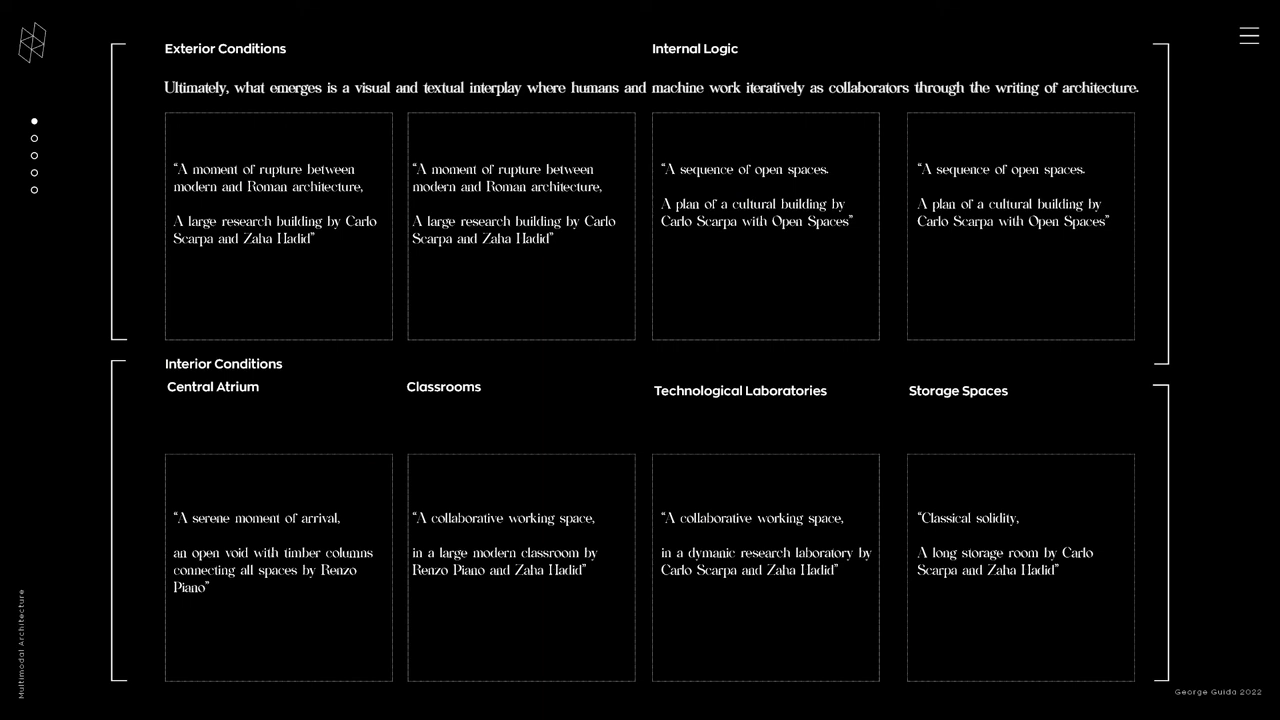 Exterior Conditions
Internal Logic
Ultimately, what emerges is a visual and textual interplay where humans and machine work iteratively as collaborators through the writing of architecture.
“A moment of rupture between
modern and Roman architecture,
A large research building by Carlo
Scarpa and Zaha Hadid”
“A moment of rupture between
modern and Roman architecture,
A large research building by Carlo
Scarpa and Zaha Hadid”
“A sequence of open spaces.
A plan of a cultural building by
Carlo Scarpa with Open Spaces”
“A sequence of open spaces.
A plan of a cultural building by
Carlo Scarpa with Open Spaces”
Interior Conditions
Central Atrium
Classrooms
Technological Laboratories
Storage Spaces
“A serene moment of arrival,
an open void with timber columns
connecting all spaces by Renzo
Piano”
“A collaborative working space,
in a large modern classroom by
Renzo Piano and Zaha Hadid”
“A collaborative working space,
in a dymanic research laboratory by
Carlo Scarpa and Zaha Hadid”
“Classical solidity,
A long storage room by Carlo
Scarpa and Zaha Hadid”
Multimodal Architecture
George Guida 2022